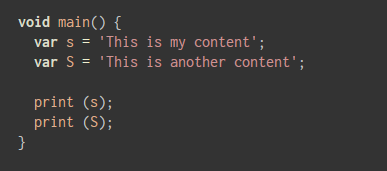 void main() {
  var s = 'This is my content';
  var S = 'This is another content';

  print (s);
  print (S);
}